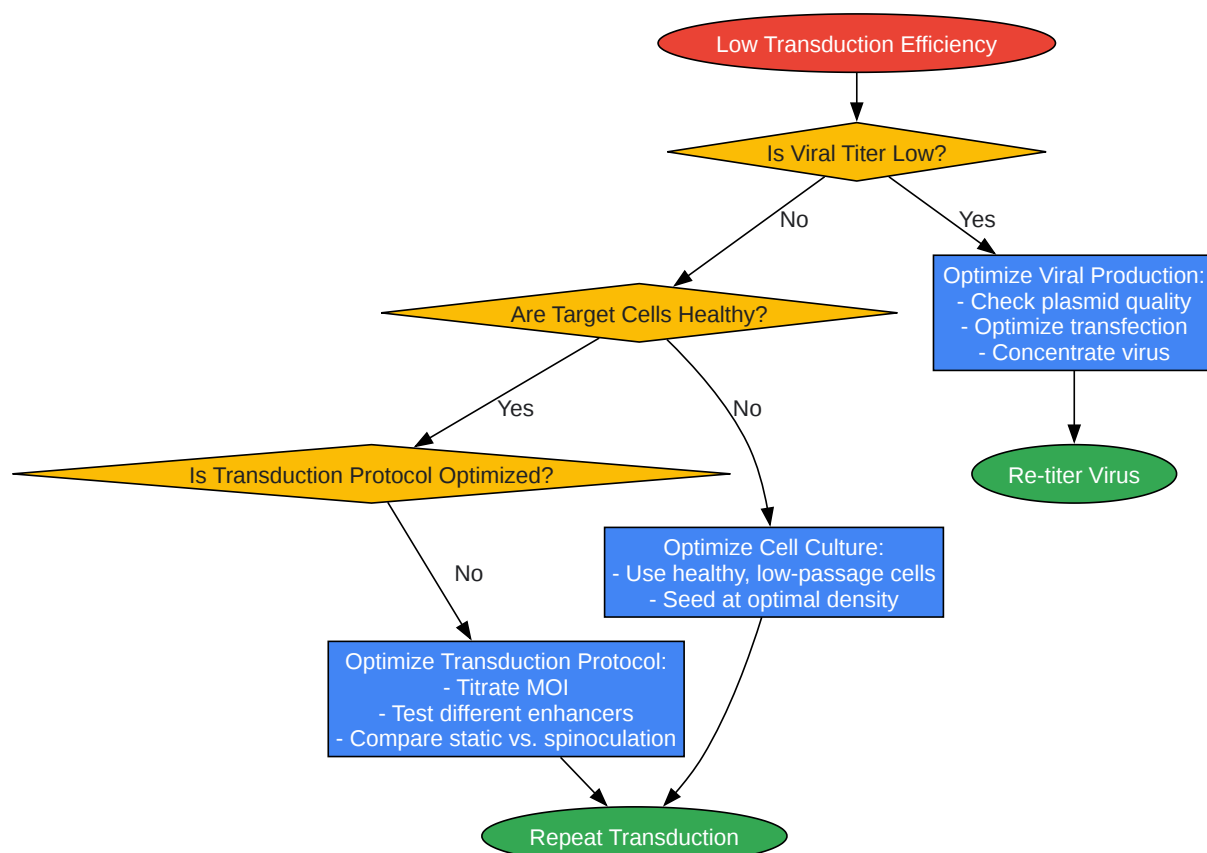 Low Transduction Efficiency
Is Viral Titer Low?
No
Yes
Optimize Viral Production:
- Check plasmid quality
- Optimize transfection
- Concentrate virus
Are Target Cells Healthy?
Yes
No
Is Transduction Protocol Optimized?
Re-titer Virus
Optimize Cell Culture:
- Use healthy, low-passage cells
- Seed at optimal density
No
Optimize Transduction Protocol:
- Titrate MOI
- Test different enhancers
- Compare static vs. spinoculation
Repeat Transduction